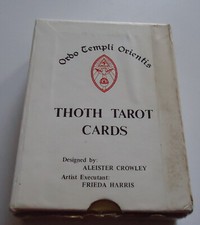 Ordo Templi Orientis
THOTH TAROT
CARDS
Designed by:
ALEISTER CROWLEY
Artist Executant:
FRIEDA HARRIS